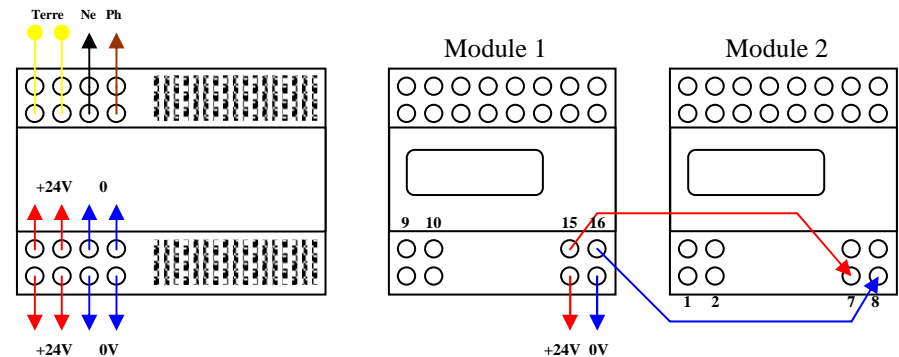 Terre Ne Ph
Module 1
Module 2
+24V 0
9 10 15 16
1 2 7 8
+24V 0V
+24V 0V